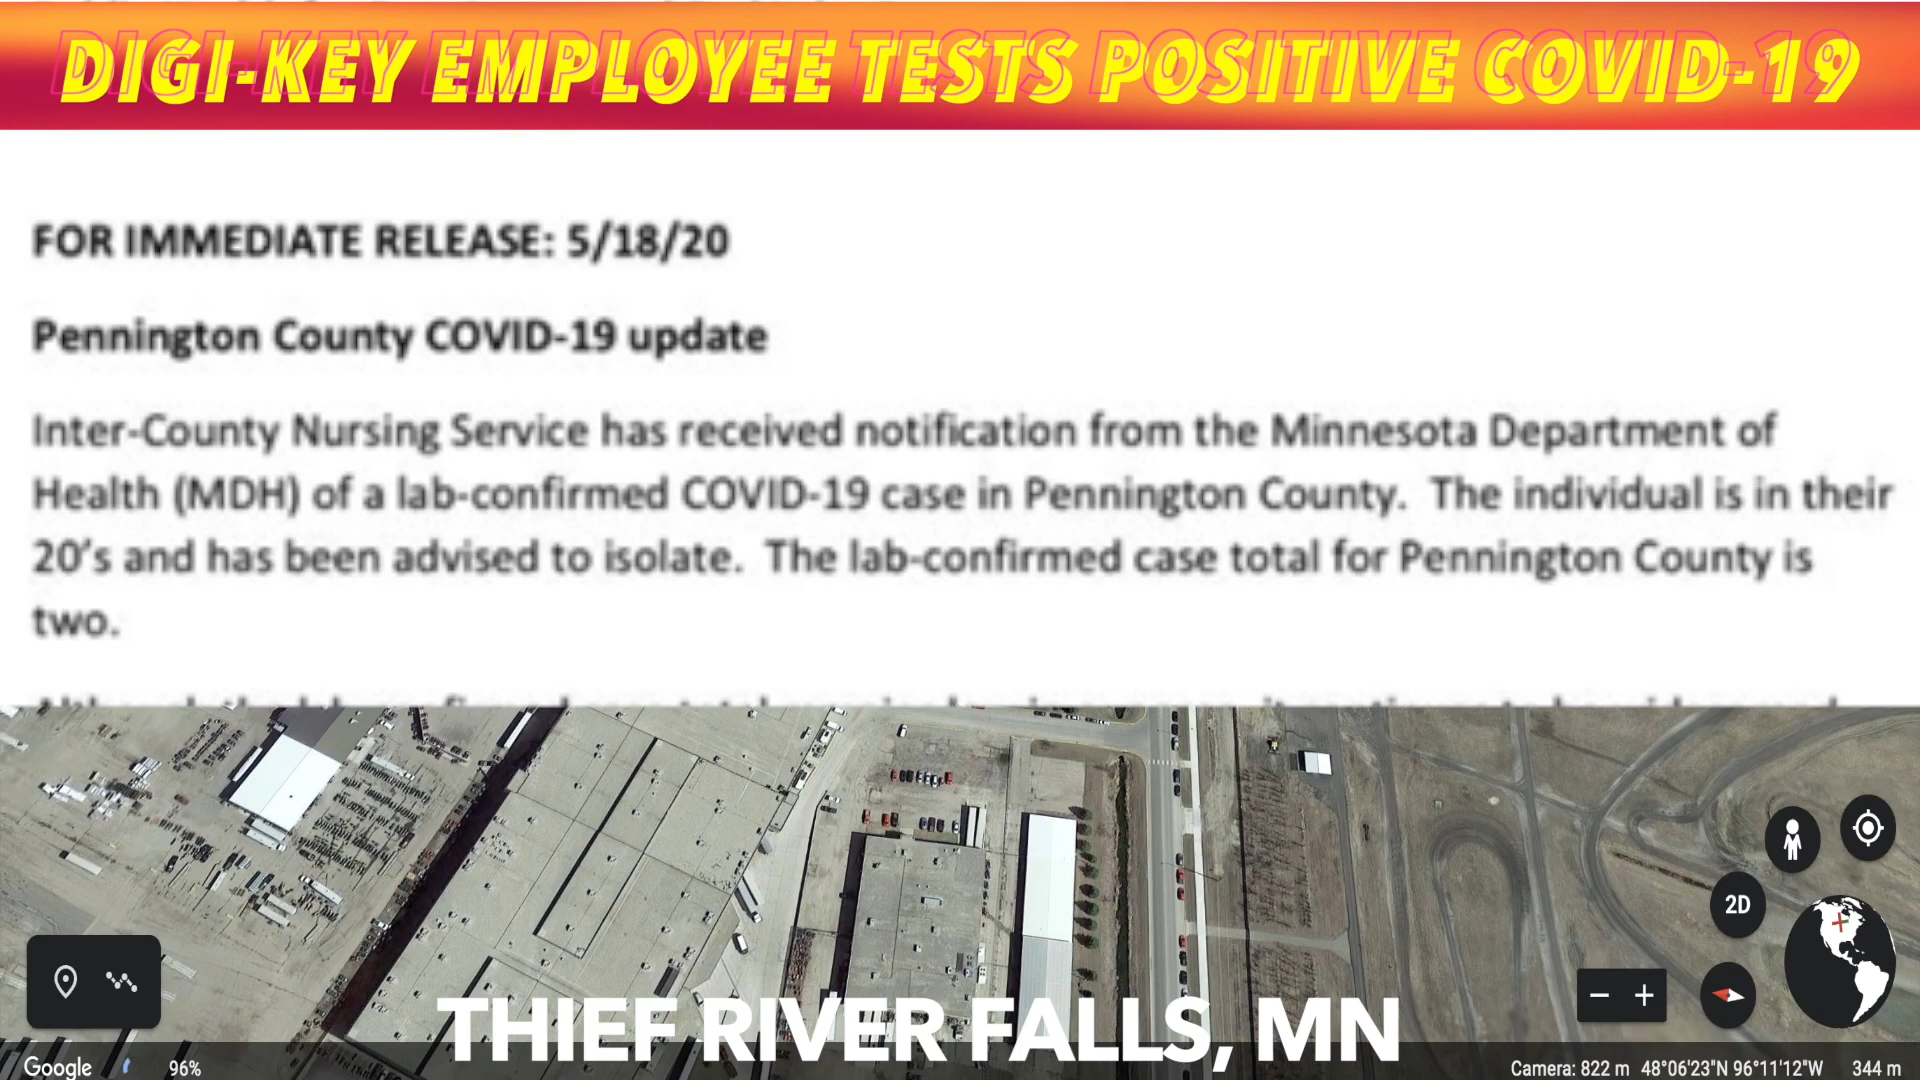 DIGI-KEY EMPLOYEE TESTS POSITIVE COVID-19
FOR IMMEDIATE RELEASE: 5/18/20
Pennington County COVID-19 update
Inter-County Nursing Service has received notification from the Minnesota Department of
Health (MDH) of a lab-confirmed COVID-19 case in Pennington County. The individual is in their
20's and has been advised to isolate. The lab-confirmed case total for Pennington County is
two.
2D
THIEF RIVER FALLS, MN
Google
96%
Camera: 822 m 48°06'23"N 96°11'12"W 344 m